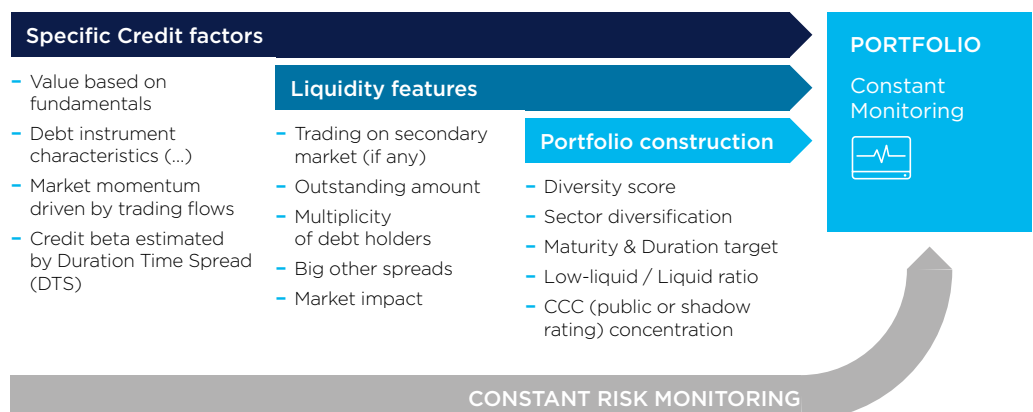 Specific Credit factors
– Value based on
fundamentals
– Debt instrument
characteristics (...)
– Market momentum
driven by trading flows
– Credit beta estimated
by Duration Time Spread
(DTS)
Liquidity features
– Trading on secondary
market (if any)
– Outstanding amount
– Multiplicity
of debt holders
– Big other spreads
– Market impact
Portfolio construction
– Diversity score
– Sector diversification
– Maturity & Duration target
– Low-liquid / Liquid ratio
– CCC (public or shadow
rating) concentration
PORTFOLIO
Constant
Monitoring
CONSTANT RISK MONITORING